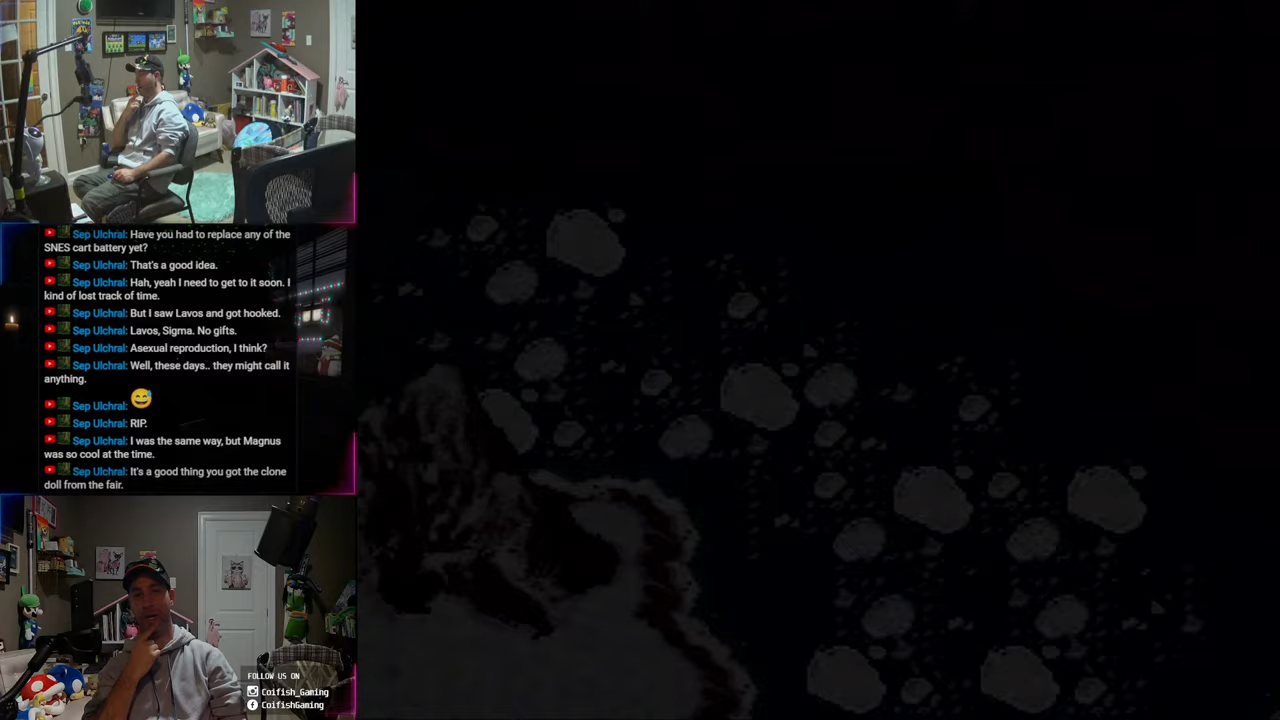 Sep Ulchral: Have you had to replace any of the
SNES cart battery yet?
Sep Ulchral: That's a good idea.
Sep Ulchral: Hah, yeah I need to get to it soon. I
kind of lost track of time.
Sep Ulchral: But I saw Lavos and got hooked.
Sep Ulchral: Lavos, Sigma. No gifts.
Sep Ulchral: Asexual reproduction, I think?
Sep Ulchral: Well, these days.. they might call it
anything.
Sep Ulchral: 😅
Sep Ulchral: RIP.
Sep Ulchral: I was the same way, but Magnus
was so cool at the time.
Sep Ulchral: It's a good thing you got the clone
doll from the fair.
FOLLOW US ON
Coifish_Gaming
CoifishGaming